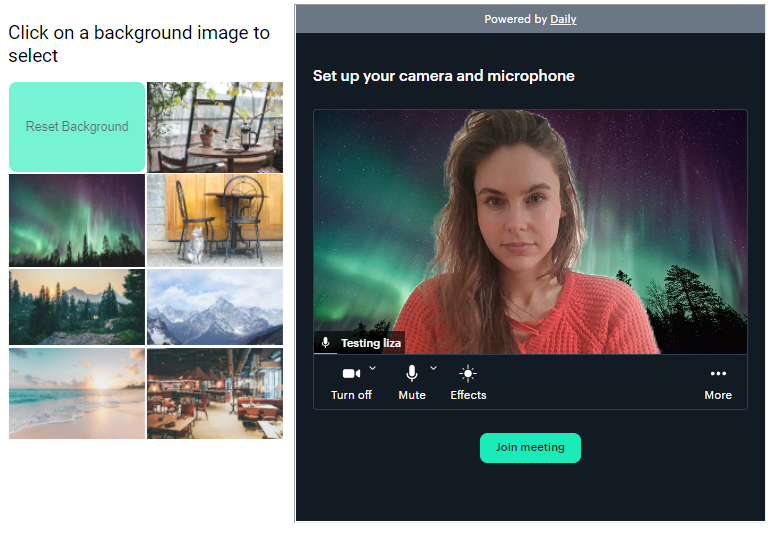 Click on a background image to
select
Reset Background
Powered by Daily
Set up your camera and microphone
Testing liza
Turn off
Mute
Effects
More
Join meeting